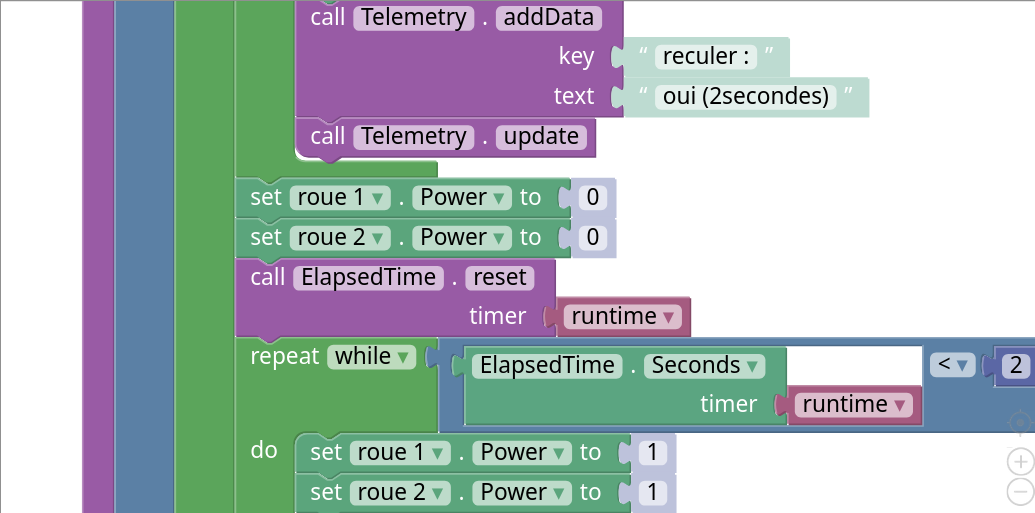 call Telemetry . addData
key “ reculer : ”
text “ oui (2secondes) ”
call Telemetry . update
set roue 1 ▾ . Power ▾ to 0
set roue 2 ▾ . Power ▾ to 0
call ElapsedTime . reset
timer runtime ▾
repeat while ▾ ElapsedTime . Seconds ▾ < ▾ 2
timer runtime ▾
do set roue 1 ▾ . Power ▾ to 1
set roue 2 ▾ . Power ▾ to 1